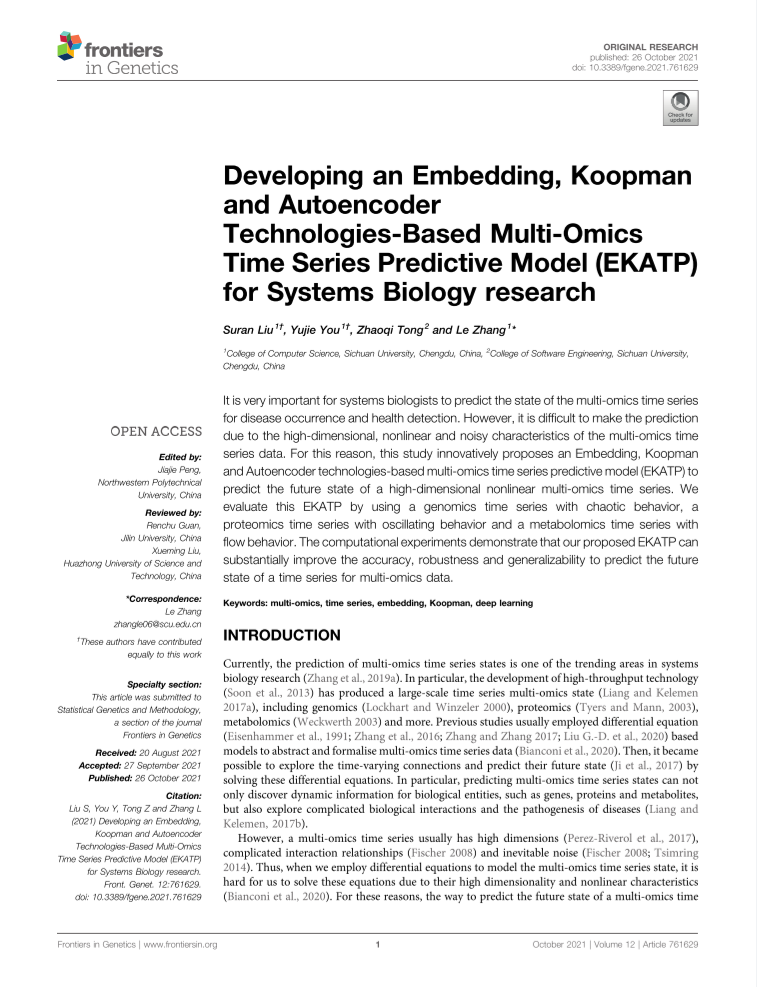 frontiers
in Genetics
ORIGINAL RESEARCH
published: 26 October 2021
doi: 10.3389/fgene.2021.761629
Check for
updates
Developing an Embedding, Koopman
and Autoencoder
Technologies-Based Multi-Omics
Time Series Predictive Model (EKATP)
for Systems Biology research
Suran Liu 1†, Yujie You 1†, Zhaoqi Tong 2 and Le Zhang 1*
1College of Computer Science, Sichuan University, Chengdu, China, 2College of Software Engineering, Sichuan University,
Chengdu, China
It is very important for systems biologists to predict the state of the multi-omics time series
for disease occurrence and health detection. However, it is difficult to make the prediction
due to the high-dimensional, nonlinear and noisy characteristics of the multi-omics time
series data. For this reason, this study innovatively proposes an Embedding, Koopman
and Autoencoder technologies-based multi-omics time series predictive model (EKATP) to
predict the future state of a high-dimensional nonlinear multi-omics time series. We
evaluate this EKATP by using a genomics time series with chaotic behavior, a
proteomics time series with oscillating behavior and a metabolomics time series with
flow behavior. The computational experiments demonstrate that our proposed EKATP can
substantially improve the accuracy, robustness and generalizability to predict the future
state of a time series for multi-omics data.
Keywords: multi-omics, time series, embedding, Koopman, deep learning
OPEN ACCESS
Edited by:
Jiajie Peng,
Northwestern Polytechnical
University, China
Reviewed by:
Renchu Guan,
Jilin University, China
Xueming Liu,
Huazhong University of Science and
Technology, China
*Correspondence:
Le Zhang
zhangle06@scu.edu.cn
†These authors have contributed
equally to this work
Specialty section:
This article was submitted to
Statistical Genetics and Methodology,
a section of the journal
Frontiers in Genetics
Received: 20 August 2021
Accepted: 27 September 2021
Published: 26 October 2021
Citation:
Liu S, You Y, Tong Z and Zhang L
(2021) Developing an Embedding,
Koopman and Autoencoder
Technologies-Based Multi-Omics
Time Series Predictive Model (EKATP)
for Systems Biology research.
Front. Genet. 12:761629.
doi: 10.3389/fgene.2021.761629
INTRODUCTION
Currently, the prediction of multi-omics time series states is one of the trending areas in systems
biology research (Zhang et al., 2019a). In particular, the development of high-throughput technology
(Soon et al., 2013) has produced a large-scale time series multi-omics state (Liang and Kelemen
2017a), including genomics (Lockhart and Winzeler 2000), proteomics (Tyers and Mann, 2003),
metabolomics (Weckwerth 2003) and more. Previous studies usually employed differential equation
(Eisenhammer et al., 1991; Zhang et al., 2016; Zhang and Zhang 2017; Liu G.-D. et al., 2020) based
models to abstract and formalise multi-omics time series data (Bianconi et al., 2020). Then, it became
possible to explore the time-varying connections and predict their future state (Ji et al., 2017) by
solving these differential equations. In particular, predicting multi-omics time series states can not
only discover dynamic information for biological entities, such as genes, proteins and metabolites,
but also explore complicated biological interactions and the pathogenesis of diseases (Liang and
Kelemen, 2017b).
However, a multi-omics time series usually has high dimensions (Perez-Riverol et al., 2017),
complicated interaction relationships (Fischer 2008) and inevitable noise (Fischer 2008; Tsimring
2014). Thus, when we employ differential equations to model the multi-omics time series state, it is
hard for us to solve these equations due to their high dimensionality and nonlinear characteristics
(Bianconi et al., 2020). For these reasons, the way to predict the future state of a multi-omics time
Frontiers in Genetics | www.frontiersin.org
1
October 2021 | Volume 12 | Article 761629